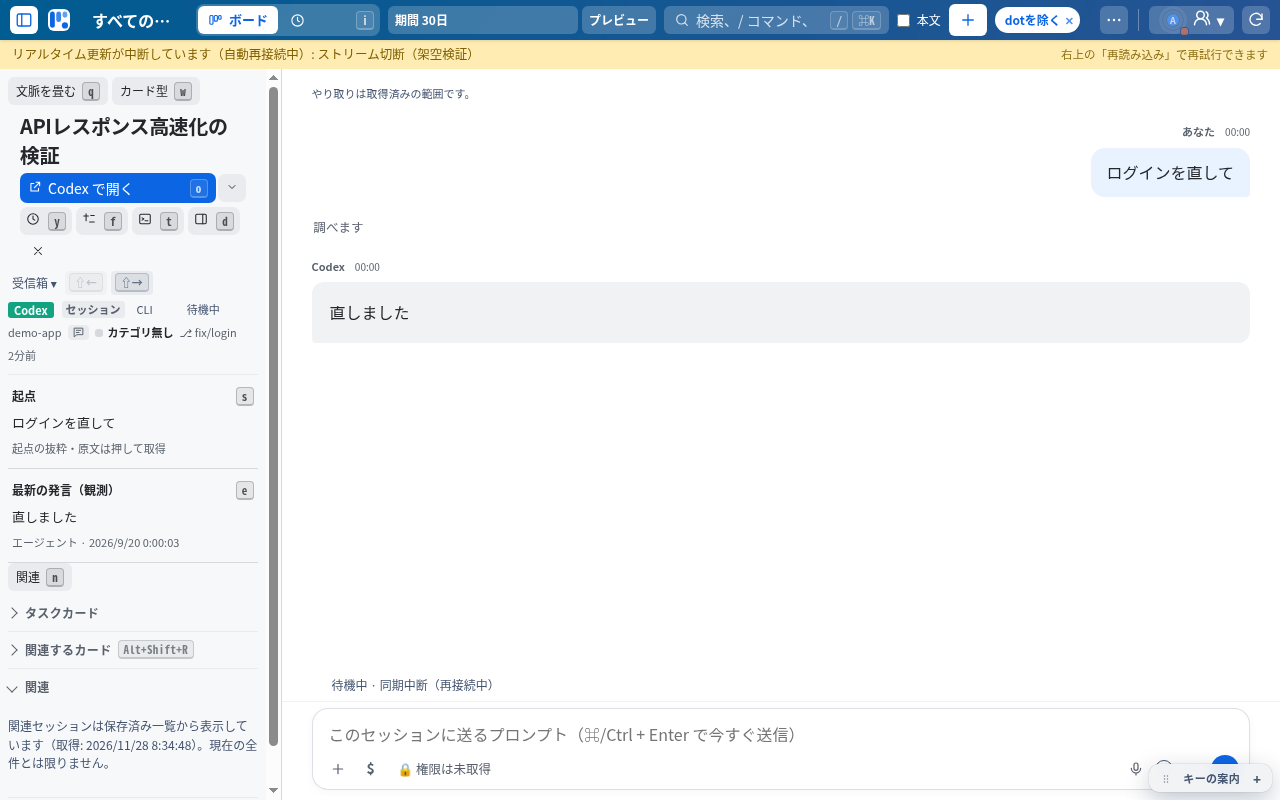 すべての…
ボード
i
期間 30日
プレビュー
検索、/ コマンド、
/
⌘K
本文
+
dotを除く ×
…
A
リアルタイム更新が中断しています（自動再接続中）: ストリーム切断（架空検証）
右上の「再読み込み」で再試行できます
文脈を畳む q
カード型 w
APIレスポンス高速化の
検証
Codex で開く o
y
f
t
d
×
受信箱 ▾
⇧←
⇧→
Codex セッション CLI 待機中
demo-app カテゴリ無し fix/login
2分前
起点 s
ログインを直して
起点の抜粋・原文は押して取得
最新の発言（観測） e
直しました
エージェント · 2026/9/20 0:00:03
関連 n
タスクカード
関連するカード Alt+Shift+R
関連
関連セッションは保存済み一覧から表示して
います（取得: 2026/11/28 8:34:48）。現在の全
件とは限りません。
やり取りは取得済みの範囲です。
あなた 00:00
ログインを直して
調べます
Codex 00:00
直しました
待機中 · 同期中断（再接続中）
このセッションに送るプロンプト（⌘/Ctrl + Enter で今すぐ送信）
+ $ 🔒 権限は未取得
キーの案内 +